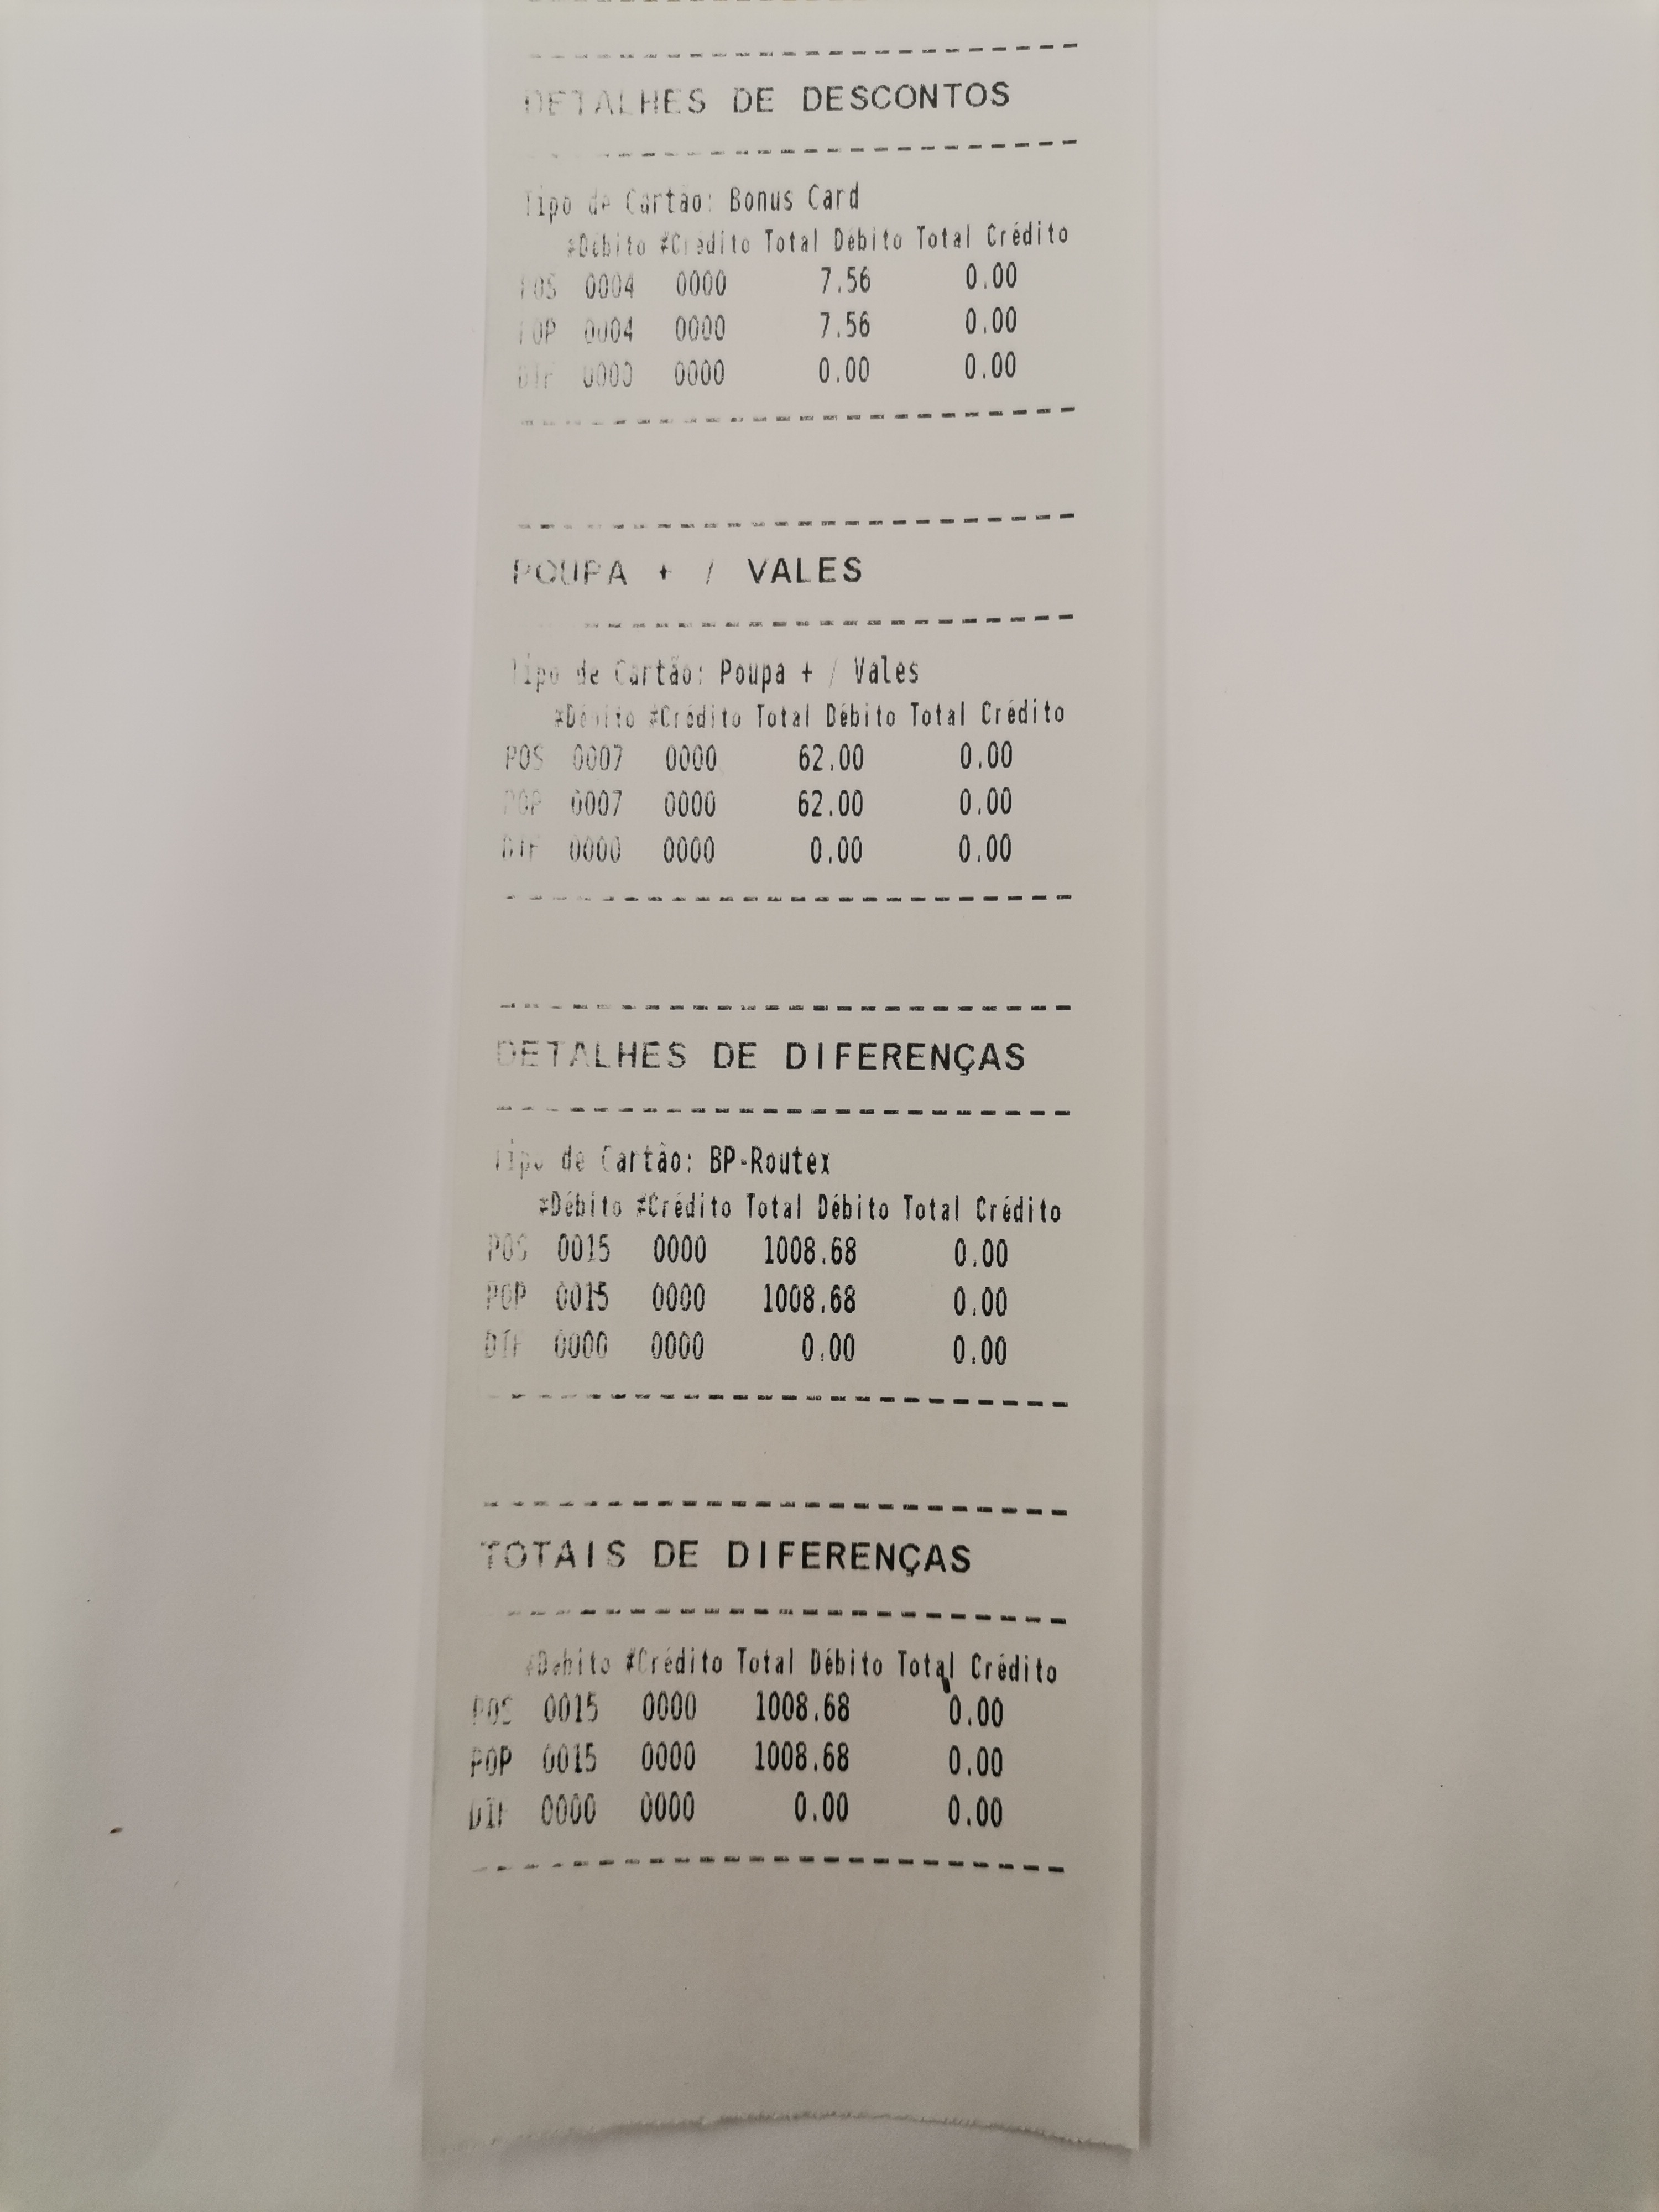 DETALHES DE DESCONTOS
Tipo de Cartão: Bonus Card
#Débito #Crédito Total Débito Total Crédito
POS 0004 0000 7.56 0.00
POP 0004 0000 7.56 0.00
DIF 0000 0000 0.00 0.00
POUPA + / VALES
Tipo de Cartão: Poupa + / Vales
#Débito #Crédito Total Débito Total Crédito
POS 0007 0000 62.00 0.00
POP 0007 0000 62.00 0.00
DIF 0000 0000 0.00 0.00
DETALHES DE DIFERENÇAS
Tipo de Cartão: BP-Routex
#Débito #Crédito Total Débito Total Crédito
POS 0015 0000 1008.68 0.00
POP 0015 0000 1008.68 0.00
DIF 0000 0000 0.00 0.00
TOTAIS DE DIFERENÇAS
#Débito #Crédito Total Débito Total Crédito
POS 0015 0000 1008.68 0.00
POP 0015 0000 1008.68 0.00
DIF 0000 0000 0.00 0.00